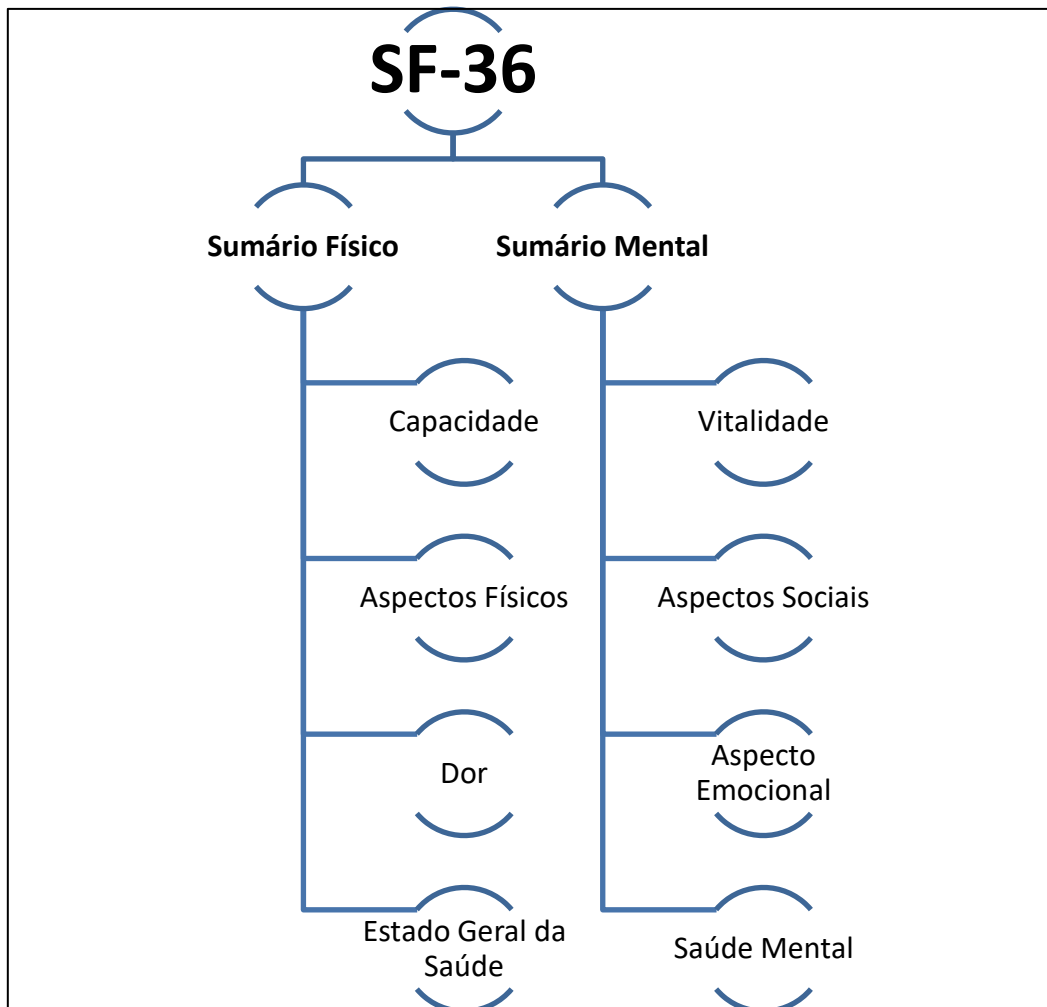 SF-36
Sumário Físico
Sumário Mental
Capacidade
Vitalidade
Aspectos Físicos
Aspectos Sociais
Dor
Aspecto
Emocional
Estado Geral da
Saúde
Saúde Mental